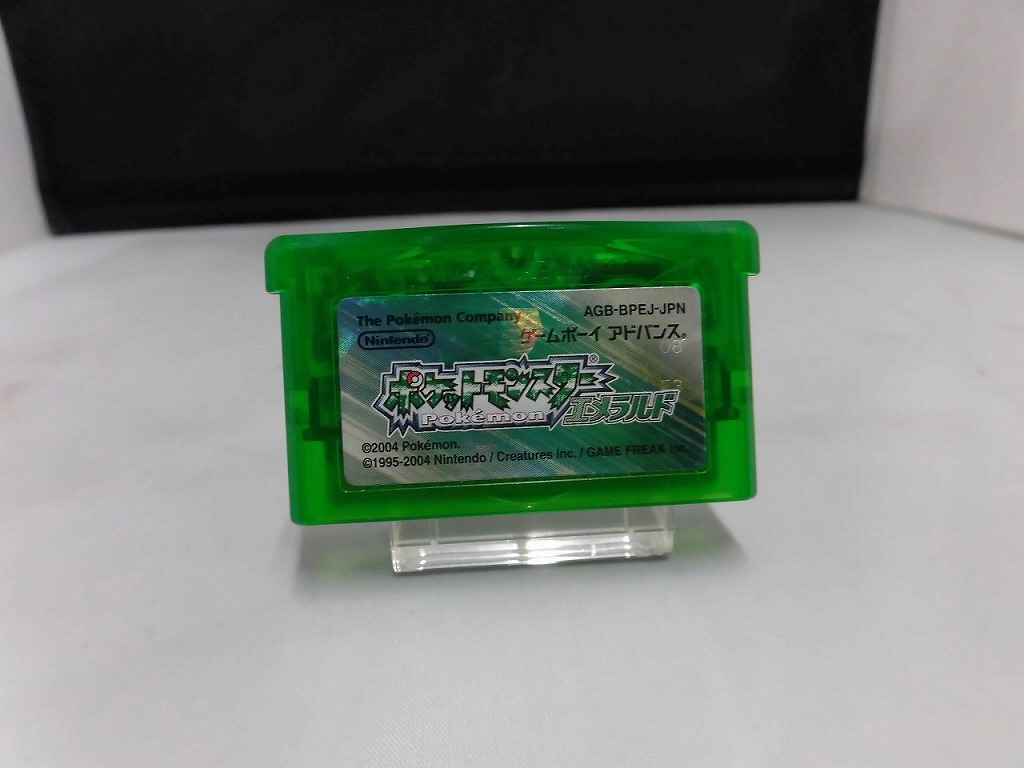 The Pokémon Company
AGB-BPEJ-JPN
Nintendo®
ゲームボーイ アドバンス®
08
ポケットモンスター®
Pokémon
エメラルド
©2004 Pokémon.
©1995-2004 Nintendo / Creatures inc. / GAME FREAK inc.